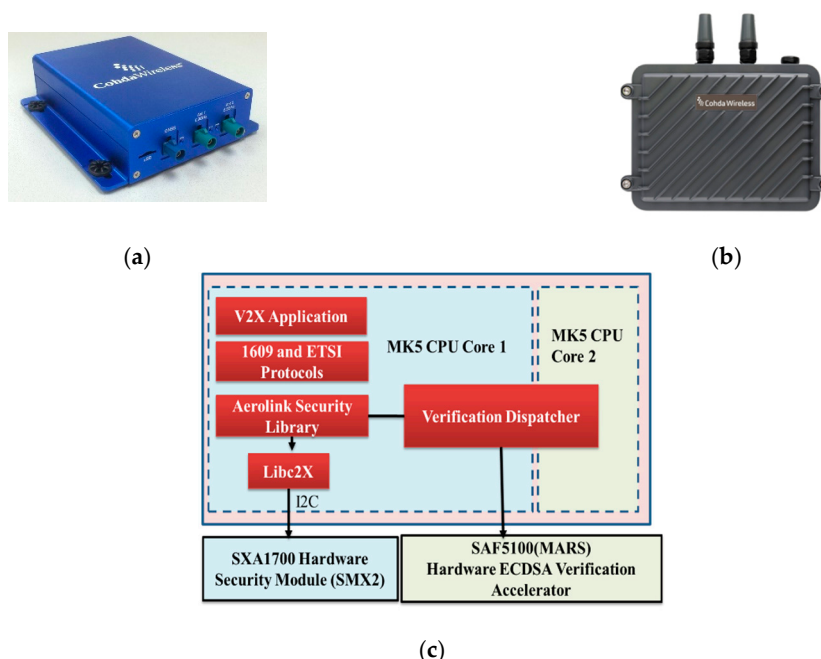 CohdaWireless
Cohda Wireless
(a)
(b)
V2X Application
1609 and ETSI
Protocols
MK5 CPU Core 1
MK5 CPU
Core 2
Aerolink Security
Library
Verification Dispatcher
Libc2X
I2C
SXA1700 Hardware
Security Module (SMX2)
SAF5100(MARS)
Hardware ECDSA Verification
Accelerator
(c)